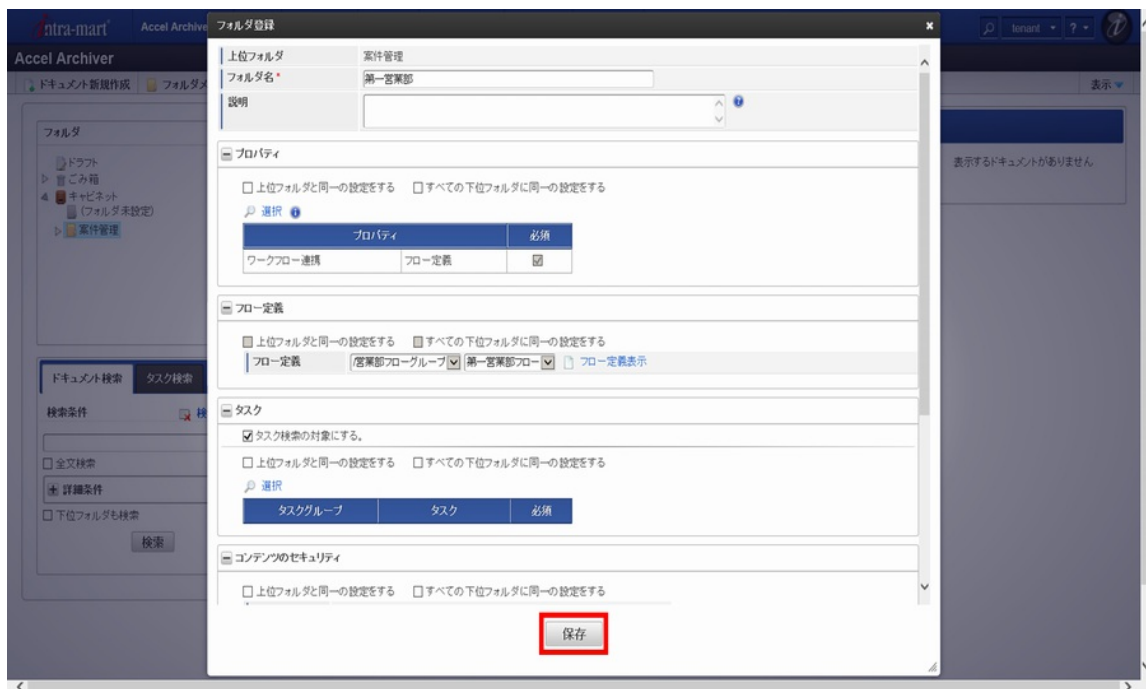 intra-mart Accel Archive
フォルダ登録
tenant
?
Accel Archiver
ドキュメント新規作成
フォルダメ
表示
上位フォルダ 案件管理
フォルダ名* 第一営業部
説明
フォルダ
ドラフト
ごみ箱
キャビネット
(フォルダ未設定)
案件管理
表示するドキュメントがありません
プロパティ
上位フォルダと同一の設定をする すべての下位フォルダに同一の設定をする
選択
プロパティ 必須
ワークフロー連携 フロー定義
フロー定義
上位フォルダと同一の設定をする すべての下位フォルダに同一の設定をする
フロー定義 /営業部フローグループ 第一営業部フロー フロー定義表示
ドキュメント検索 タスク検索
検索条件 検
全文検索
詳細条件
下位フォルダも検索
検索
タスク
タスク検索の対象にする。
上位フォルダと同一の設定をする すべての下位フォルダに同一の設定をする
選択
タスクグループ タスク 必須
コンテンツのセキュリティ
上位フォルダと同一の設定をする すべての下位フォルダに同一の設定をする
保存